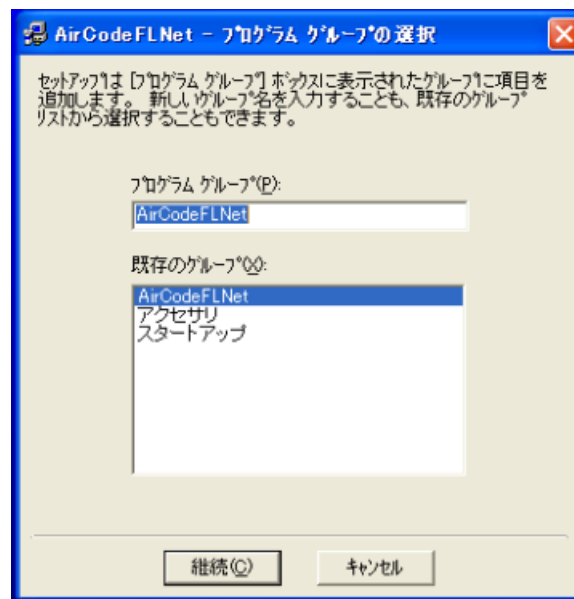 AirCodeFLNet - ﾌﾟﾛｸﾞﾗﾑ ｸﾞﾙｰﾌﾟの選択
ｾｯﾄｱｯﾌﾟは [ﾌﾟﾛｸﾞﾗﾑ ｸﾞﾙｰﾌﾟ] ﾎﾞｯｸｽに表示されたｸﾞﾙｰﾌﾟに項目を
追加します。 新しいｸﾞﾙｰﾌﾟ名を入力することも、既存のｸﾞﾙｰﾌﾟ
ﾘｽﾄから選択することもできます。
ﾌﾟﾛｸﾞﾗﾑ ｸﾞﾙｰﾌﾟ(P):
AirCodeFLNet
既存のｸﾞﾙｰﾌﾟ(X):
AirCodeFLNet
アクセサリ
スタートアップ
継続(C)
ｷｬﾝｾﾙ